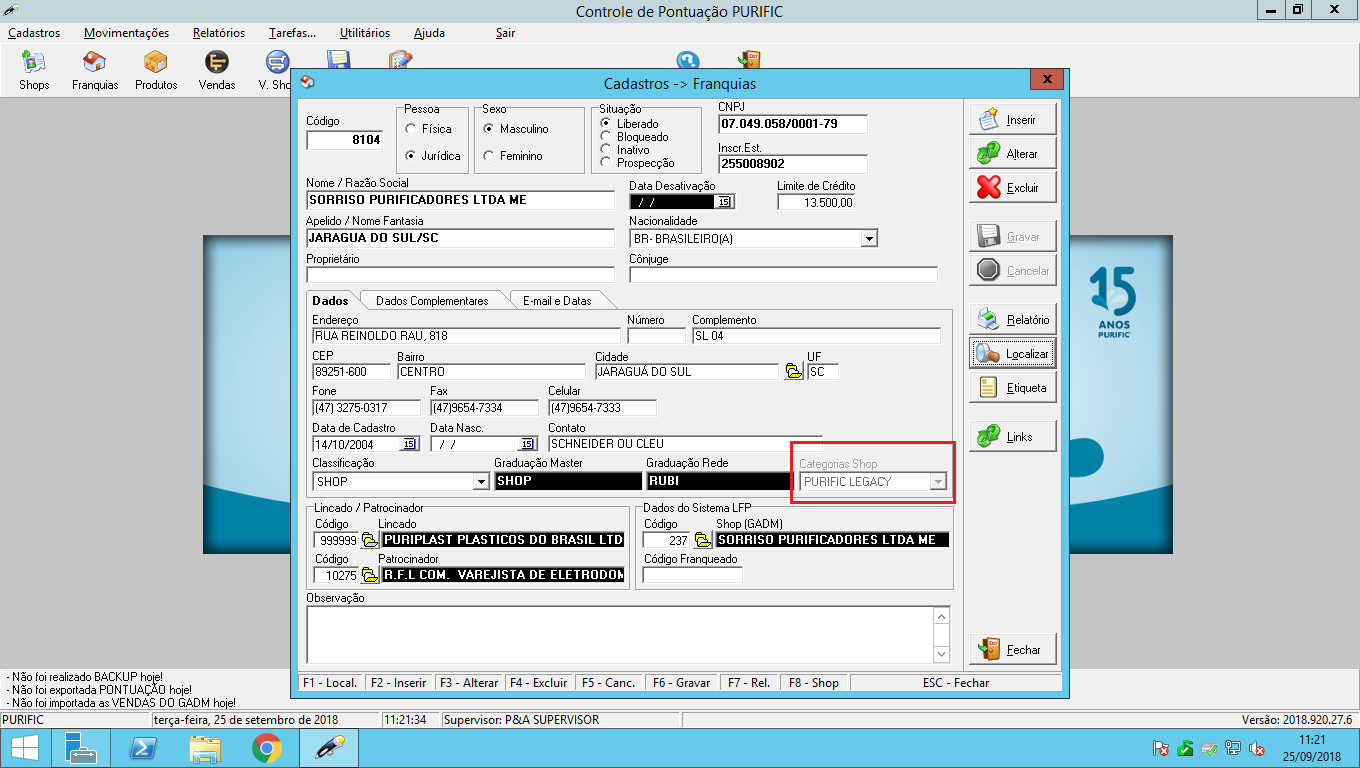 Controle de Pontuação PURIFIC
Cadastros Movimentações Relatórios Tarefas... Utilitários Ajuda Sair
Shops Franquias Produtos Vendas V. Sho
Cadastros -> Franquias
Código
8104
Pessoa
Física
Jurídica
Sexo
Masculino
Feminino
Situação
Liberado
Bloqueado
Inativo
Prospecção
CNPJ
07.049.058/0001-79
Inscr.Est.
255008902
Nome / Razão Social
SORRISO PURIFICADORES LTDA ME
Data Desativação
/ / 15
Limite de Crédito
13.500,00
Apelido / Nome Fantasia
JARAGUA DO SUL/SC
Nacionalidade
BR- BRASILEIRO(A)
Proprietário
Cônjuge
Dados Dados Complementares E-mail e Datas
Endereço Número Complemento
RUA REINOLDO RAU, 818 SL 04
CEP Bairro Cidade UF
89251-600 CENTRO JARAGUÁ DO SUL SC
Fone Fax Celular
(47) 3275-0317 (47)9654-7334 (47)9654-7333
Data de Cadastro Data Nasc. Contato
14/10/2004 15 / / 15 SCHNEIDER OU CLEU
Classificação Graduação Master Graduação Rede Categorias Shop
SHOP SHOP RUBI PURIFIC LEGACY
Lincado / Patrocinador
Código Lincado
999999 PURIPLAST PLASTICOS DO BRASIL LTD
Código Patrocinador
10275 R.F.L COM. VAREJISTA DE ELETRODOM
Dados do Sistema LFP
Código Shop (GADM)
237 SORRISO PURIFICADORES LTDA ME
Código Franqueado
Observação
Inserir
Alterar
Excluir
Gravar
Cancelar
Relatório
Localizar
Etiqueta
Links
Fechar
F1 - Local. F2 - Inserir F3 - Alterar F4 - Excluir F5 - Canc. F6 - Gravar F7 - Rel. F8 - Shop ESC - Fechar
15
ANOS
PURIFIC
- Não foi realizado BACKUP hoje!
- Não foi exportada PONTUAÇÃO hoje!
- Não foi importada as VENDAS DO GADM hoje!
PURIFIC terça-feira, 25 de setembro de 2018 11:21:34 Supervisor: P&A SUPERVISOR Versão: 2018.920.27.6
11:21
25/09/2018